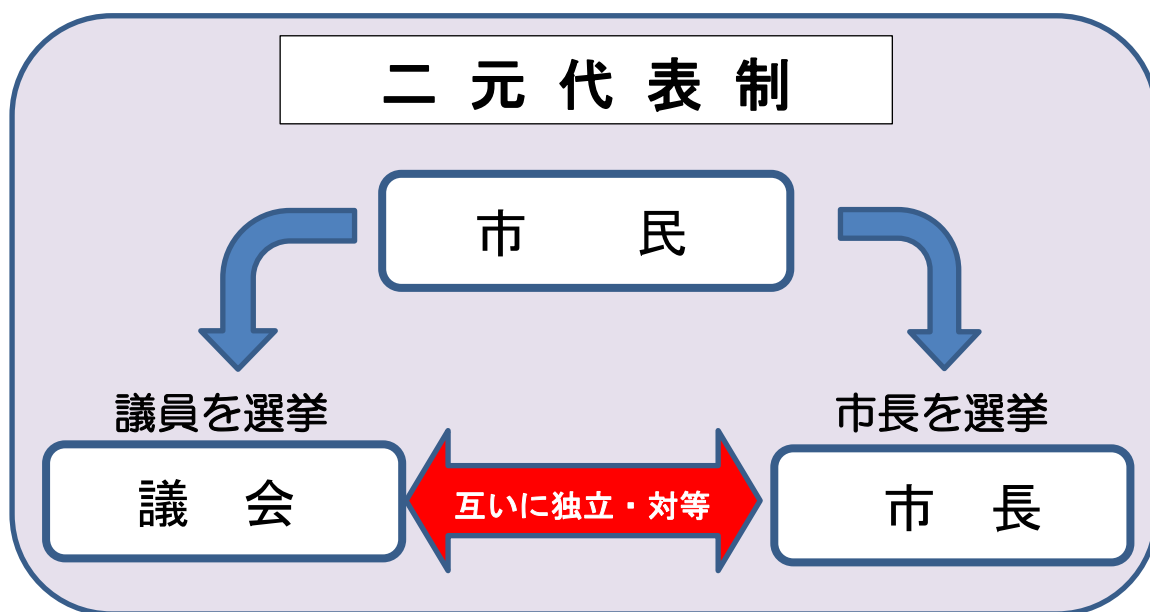 二元代表制
市民
議員を選挙
市長を選挙
議会
互いに独立・対等
市長